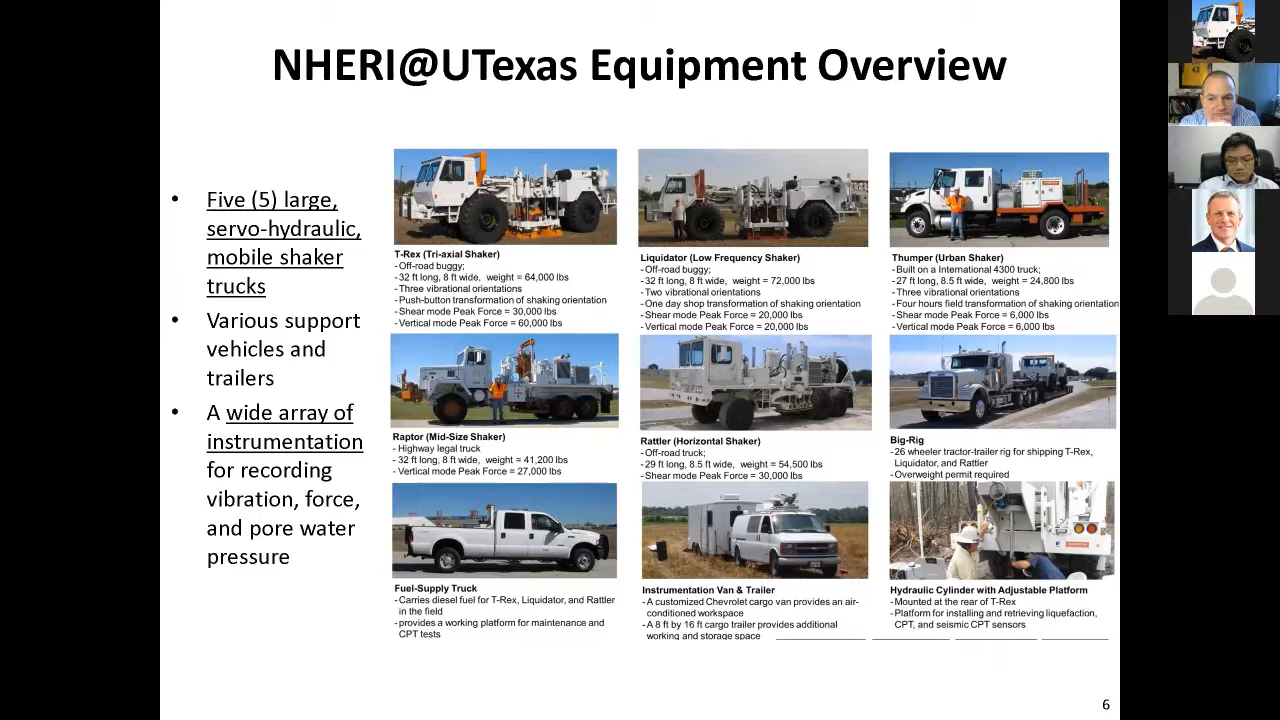 NHERI@UTexas Equipment Overview
• Five (5) large,
servo-hydraulic,
mobile shaker
trucks
• Various support
vehicles and
trailers
• A wide array of
instrumentation
for recording
vibration, force,
and pore water
pressure
T-Rex (Tri-axial Shaker)
- Off-road buggy;
- 32 ft long, 8 ft wide, weight = 64,000 lbs
- Three vibrational orientations
- Push-button transformation of shaking orientation
- Shear mode Peak Force = 30,000 lbs
- Vertical mode Peak Force = 60,000 lbs
Liquidator (Low Frequency Shaker)
- Off-road buggy;
- 32 ft long, 8 ft wide, weight = 72,000 lbs
- Two vibrational orientations
- One day shop transformation of shaking orientation
- Shear mode Peak Force = 20,000 lbs
- Vertical mode Peak Force = 20,000 lbs
Thumper (Urban Shaker)
- Built on a International 4300 truck;
- 27 ft long, 8.5 ft wide, weight = 24,800 lbs
- Three vibrational orientations
- Four hours field transformation of shaking orientation
- Shear mode Peak Force = 6,000 lbs
- Vertical mode Peak Force = 6,000 lbs
Raptor (Mid-Size Shaker)
- Highway legal truck
- 32 ft long, 8 ft wide, weight = 41,200 lbs
- Vertical mode Peak Force = 27,000 lbs
Rattler (Horizontal Shaker)
- Off-road truck;
- 29 ft long, 8.5 ft wide, weight = 54,500 lbs
- Shear mode Peak Force = 30,000 lbs
Big-Rig
- 26 wheeler tractor-trailer rig for shipping T-Rex,
Liquidator, and Rattler
- Overweight permit required
Fuel-Supply Truck
- Carries diesel fuel for T-Rex, Liquidator, and Rattler
in the field
- provides a working platform for maintenance and
CPT tests
Instrumentation Van & Trailer
- A customized Chevrolet cargo van provides an air-
conditioned workspace
- A 8 ft by 16 ft cargo trailer provides additional
working and storage space
Hydraulic Cylinder with Adjustable Platform
- Mounted at the rear of T-Rex
- Platform for installing and retrieving liquefaction,
CPT, and seismic CPT sensors
6
42